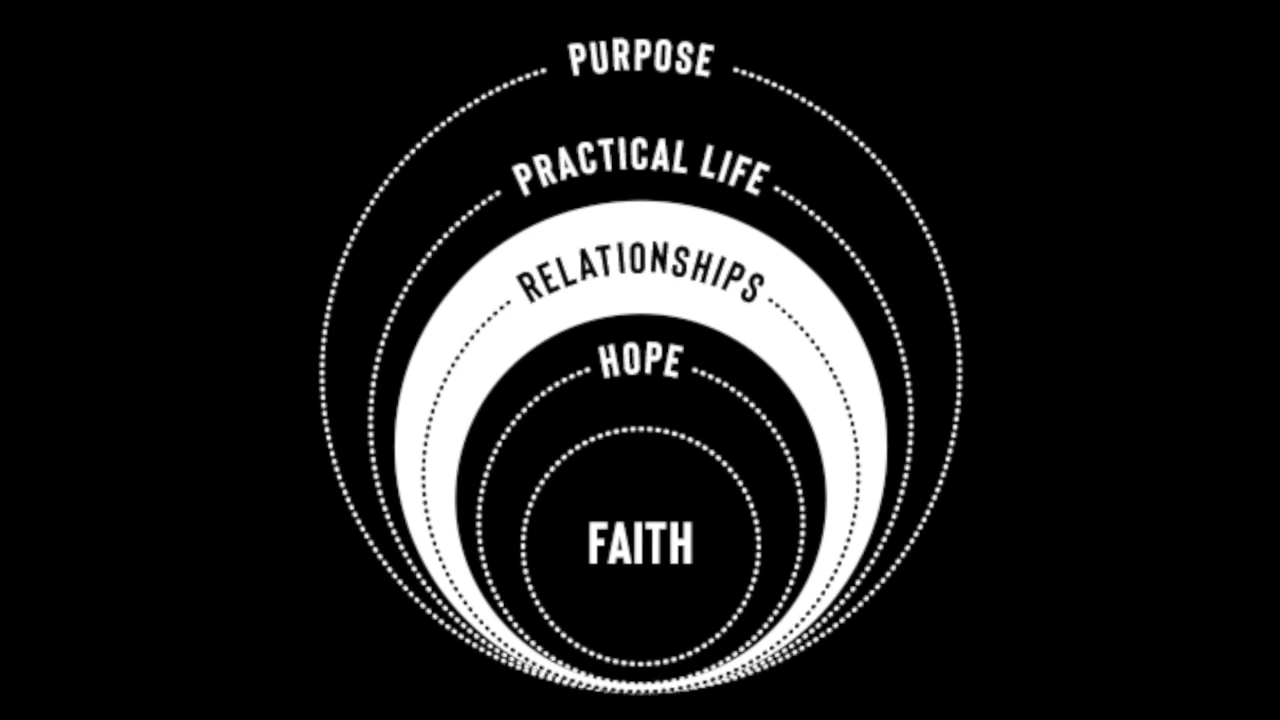 PURPOSE
PRACTICAL LIFE
RELATIONSHIPS
HOPE
FAITH